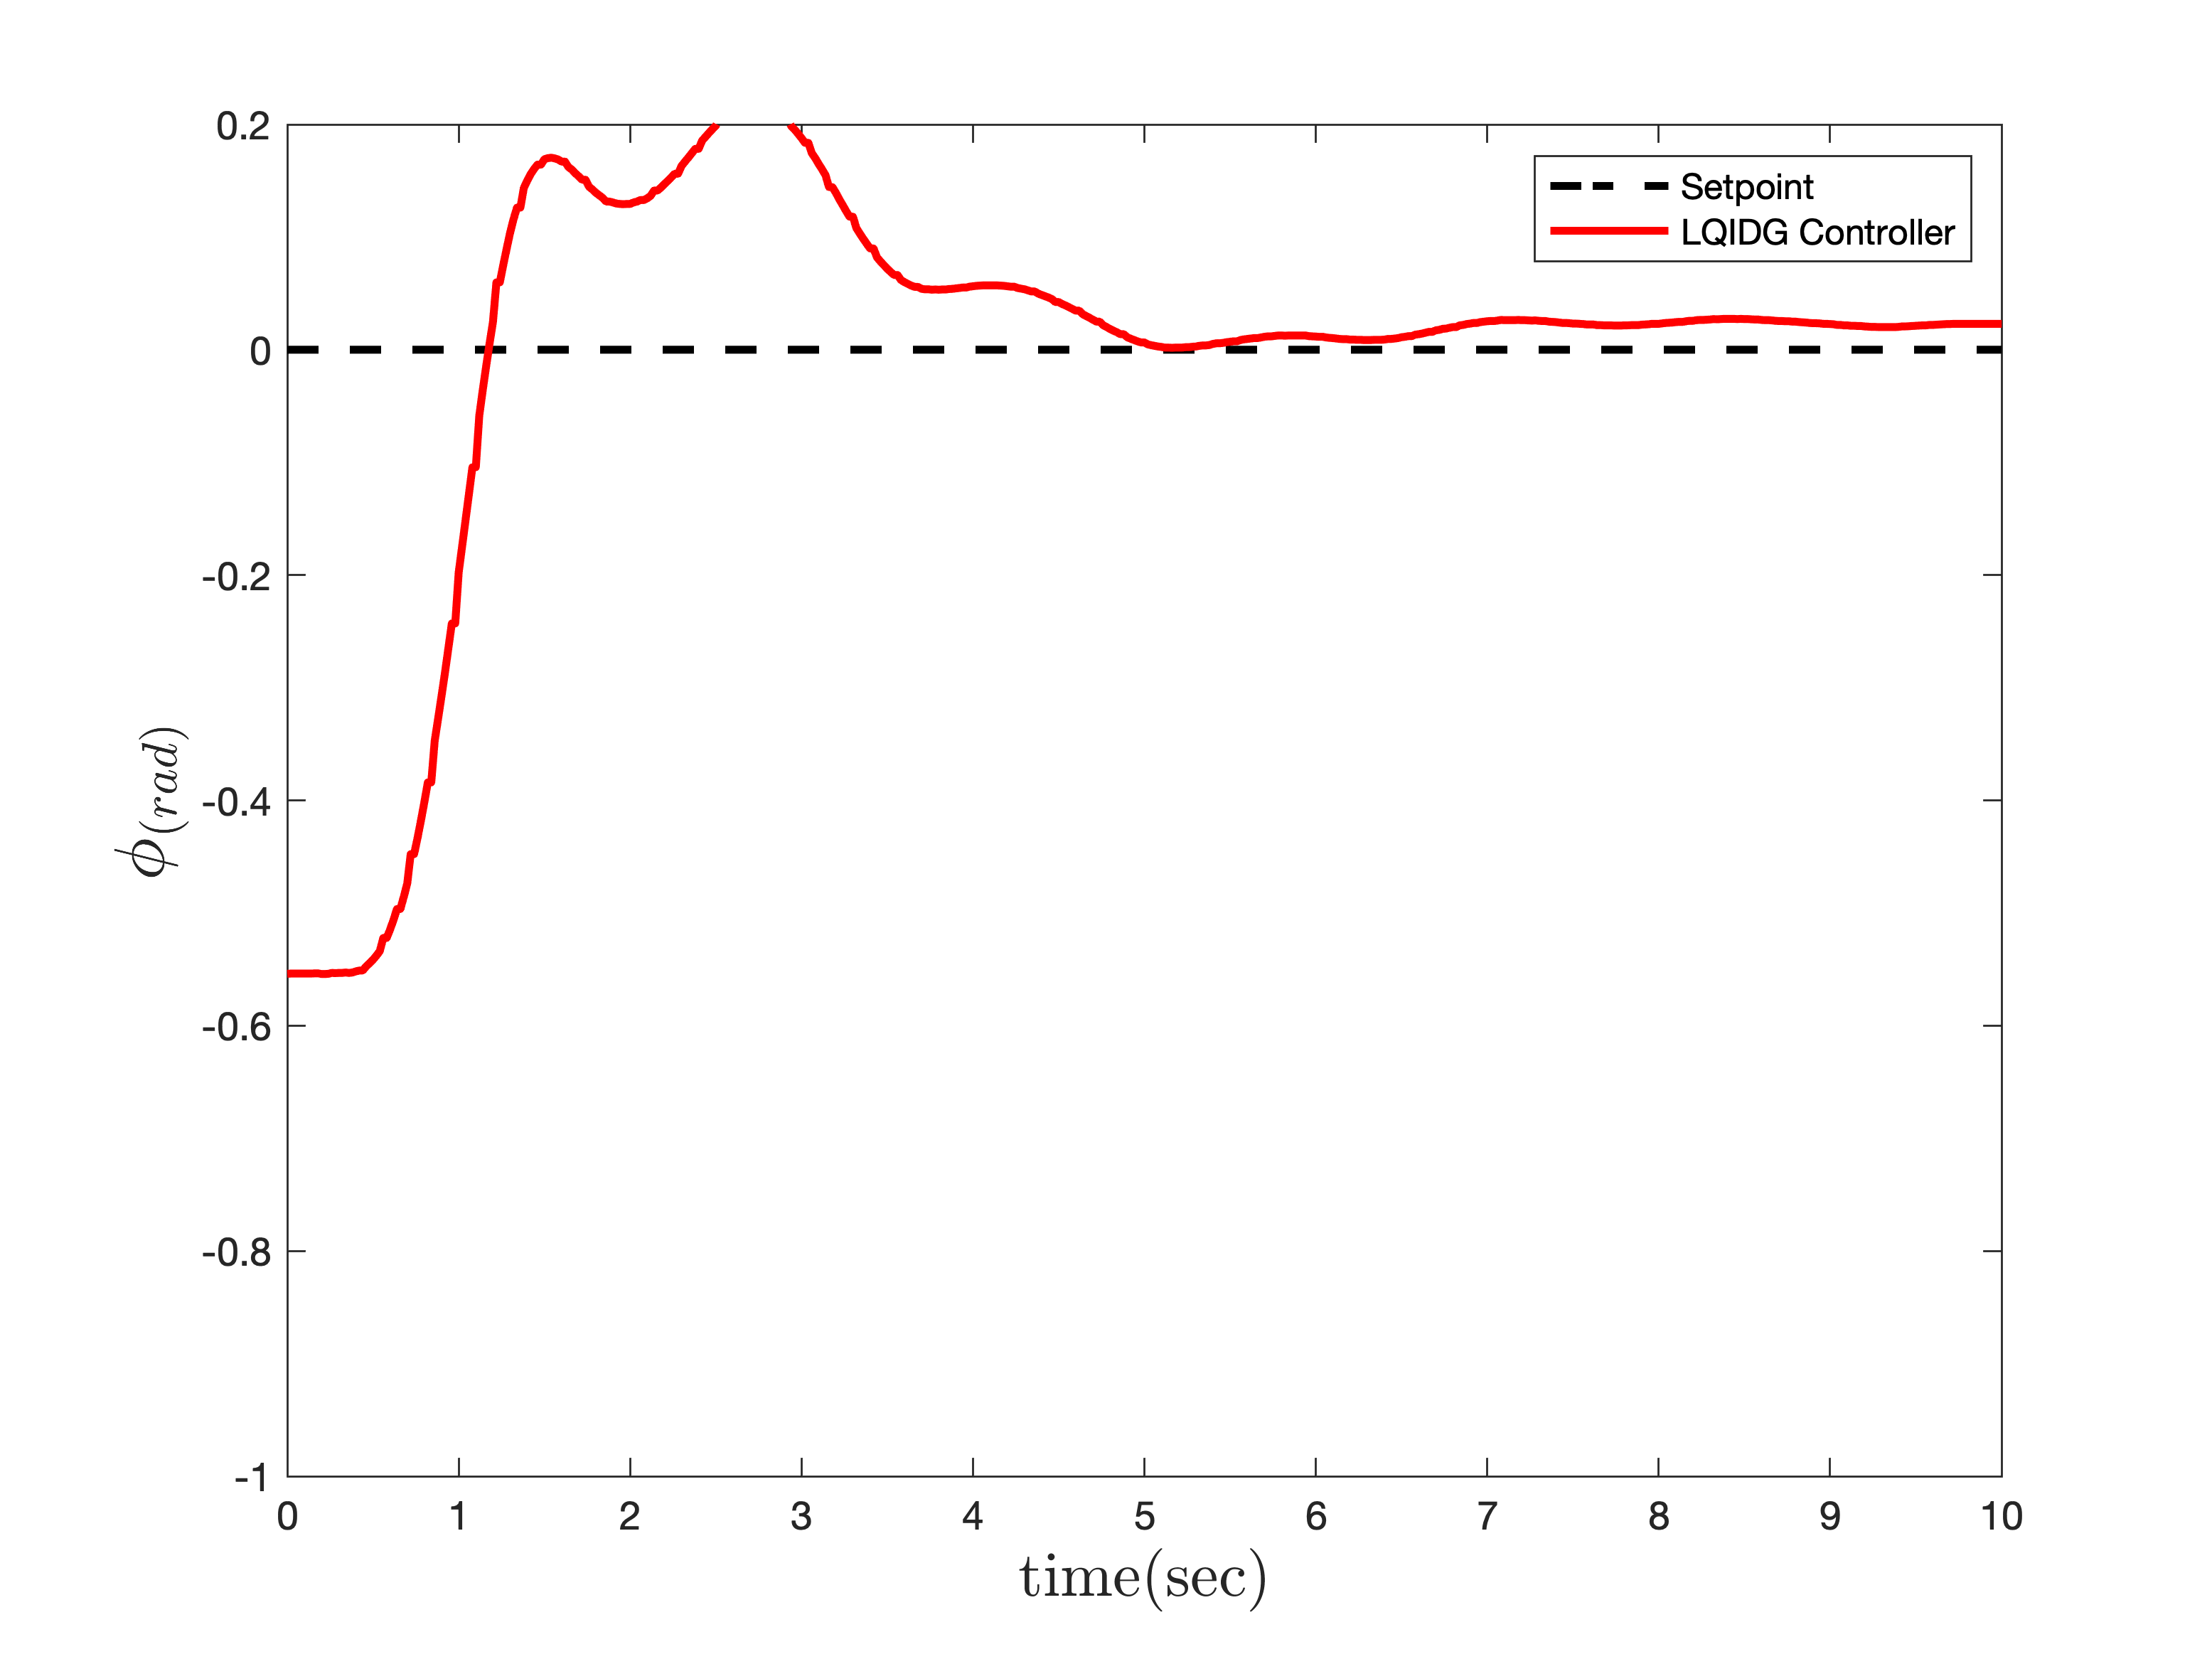 0.2
0
-0.2
-0.4
-0.6
-0.8
-1
ϕ(rad)
Setpoint
LQIDG Controller
0 1 2 3 4 5 6 7 8 9 10
time(sec)